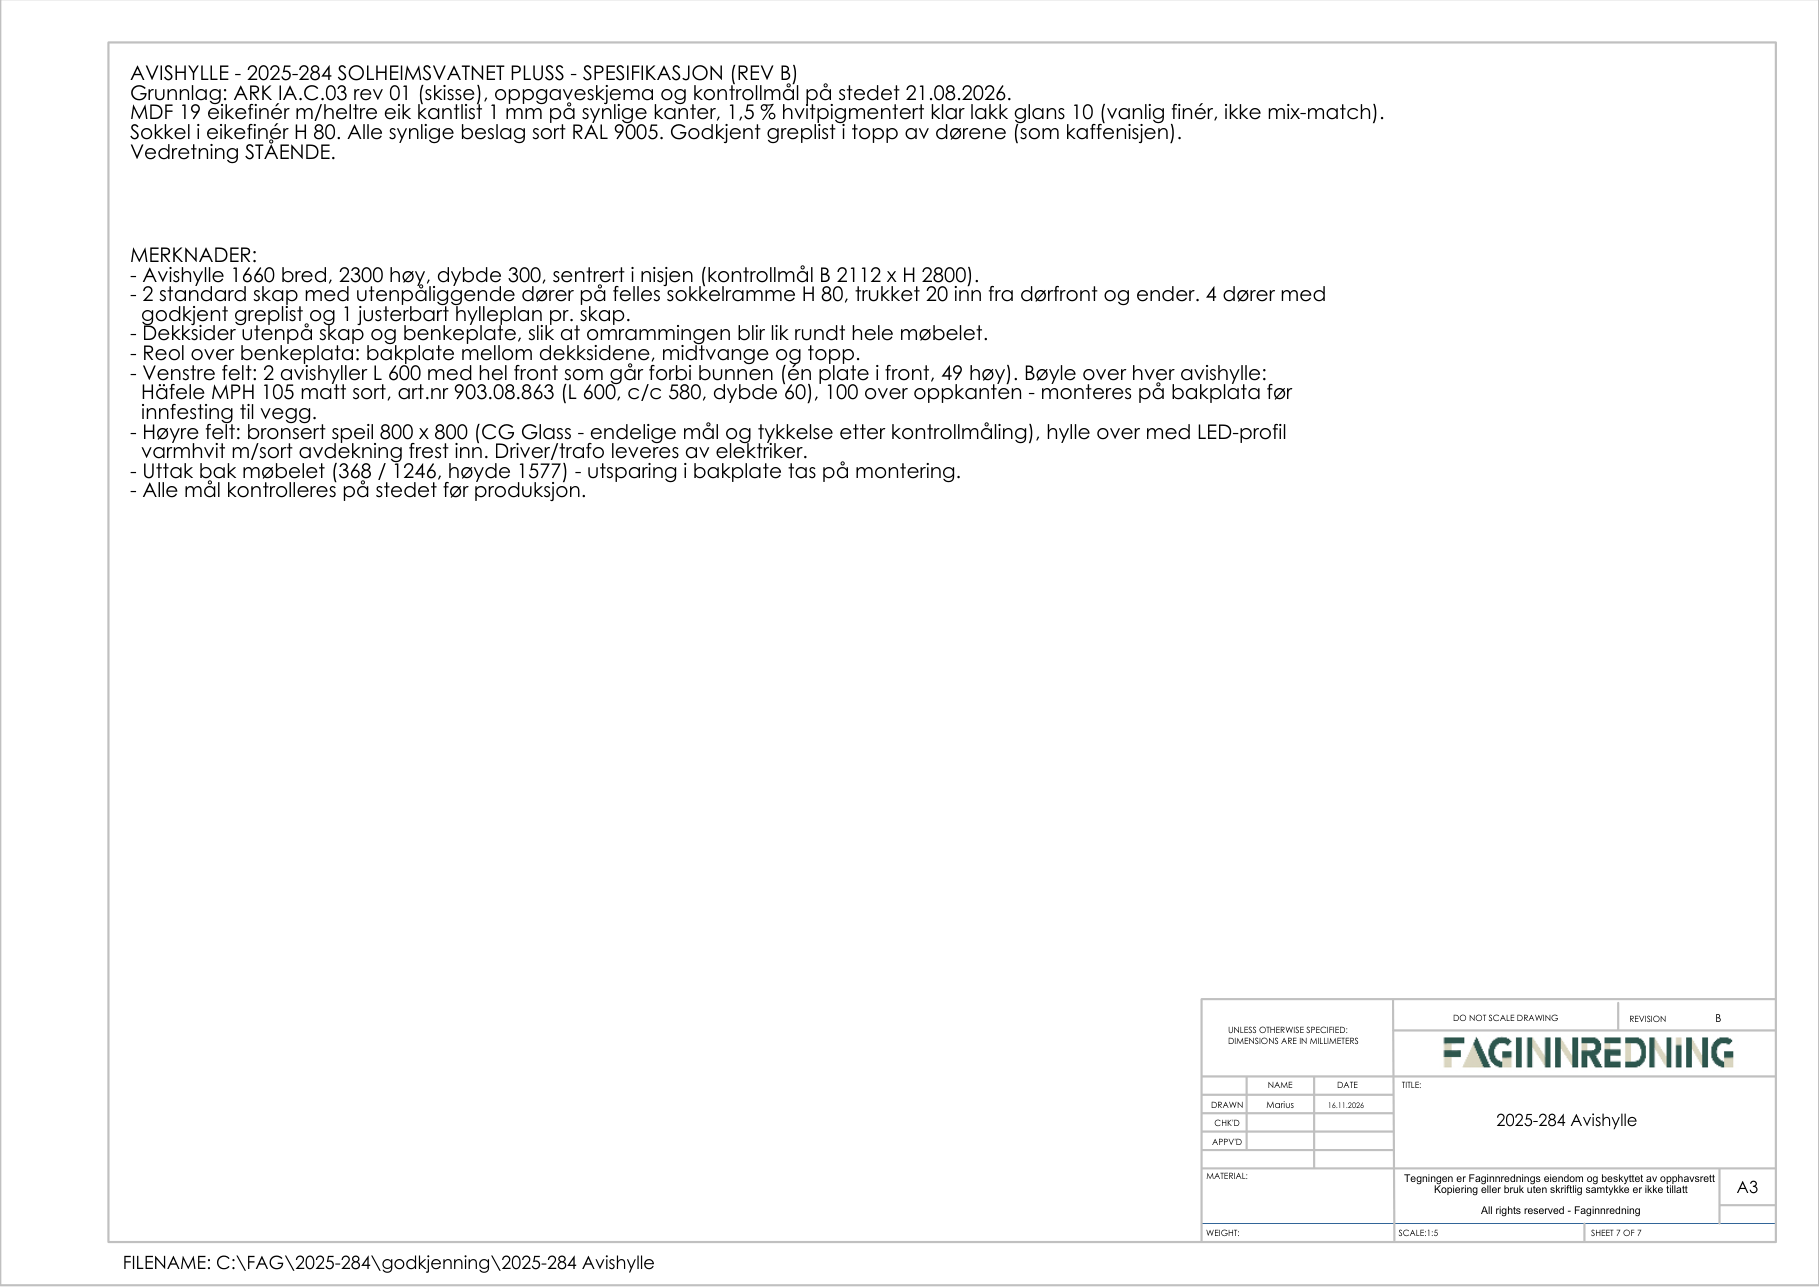 AVISHYLLE - 2025-284 SOLHEIMSVATNET PLUSS - SPESIFIKASJON (REV B)
Grunnlag: ARK IA.C.03 rev 01 (skisse), oppgaveskjema og kontrollmål på stedet 21.08.2026.
MDF 19 eikefinér m/heltre eik kantlist 1 mm på synlige kanter, 1,5 % hvitpigmentert klar lakk glans 10 (vanlig finér, ikke mix-match).
Sokkel i eikefinér H 80. Alle synlige beslag sort RAL 9005. Godkjent greplist i topp av dørene (som kaffenisjen).
Vedretning STÅENDE.
MERKNADER:
- Avishylle 1660 bred, 2300 høy, dybde 300, sentrert i nisjen (kontrollmål B 2112 x H 2800).
- 2 standard skap med utenpåliggende dører på felles sokkelramme H 80, trukket 20 inn fra dørfront og ender. 4 dører med
godkjent greplist og 1 justerbart hylleplan pr. skap.
- Dekksider utenpå skap og benkeplate, slik at omrammingen blir lik rundt hele møbelet.
- Reol over benkeplata: bakplate mellom dekksidene, midtvange og topp.
- Venstre felt: 2 avishyller L 600 med hel front som går forbi bunnen (én plate i front, 49 høy). Bøyle over hver avishylle:
Häfele MPH 105 matt sort, art.nr 903.08.863 (L 600, c/c 580, dybde 60), 100 over oppkanten - monteres på bakplata før
innfesting til vegg.
- Høyre felt: bronsert speil 800 x 800 (CG Glass - endelige mål og tykkelse etter kontrollmåling), hylle over med LED-profil
varmhvit m/sort avdekning frest inn. Driver/trafo leveres av elektriker.
- Uttak bak møbelet (368 / 1246, høyde 1577) - utsparing i bakplate tas på montering.
- Alle mål kontrolleres på stedet før produksjon.
UNLESS OTHERWISE SPECIFIED:
DIMENSIONS ARE IN MILLIMETERS
DO NOT SCALE DRAWING
REVISION B
FAGINNREDNING
NAME DATE
DRAWN Marius 16.11.2026
CHK'D
APPV'D
TITLE:
2025-284 Avishylle
MATERIAL:
Tegningen er Faginnrednings eiendom og beskyttet av opphavsrett
Kopiering eller bruk uten skriftlig samtykke er ikke tillatt
All rights reserved - Faginnredning
A3
WEIGHT:
SCALE:1:5
SHEET 7 OF 7
FILENAME: C:\FAG\2025-284\godkjenning\2025-284 Avishylle